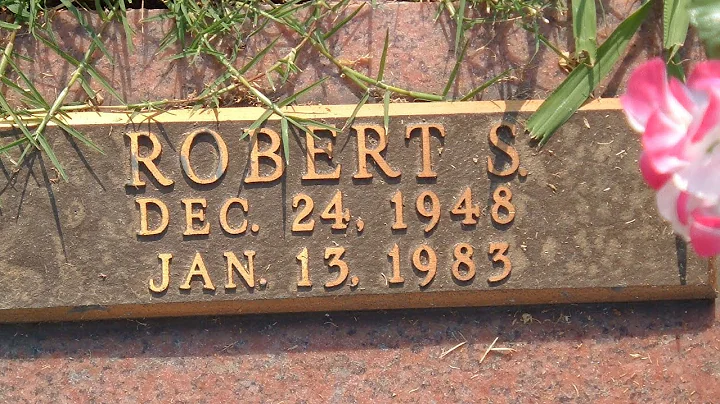 ROBERT S.
DEC. 24, 1948
JAN. 13, 1983